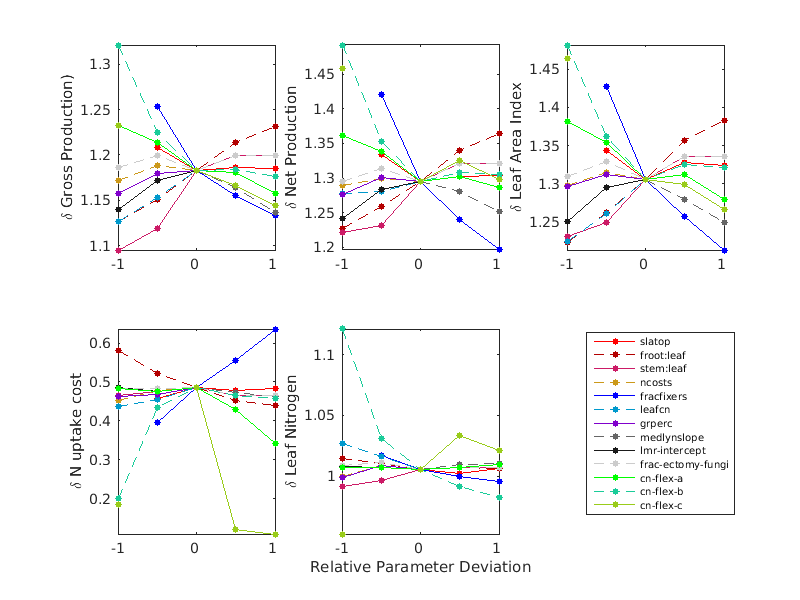 δ Gross Production)
1.3
1.25
1.2
1.15
1.1
-1 0 1
δ Net Production
1.45
1.4
1.35
1.3
1.25
1.2
-1 0 1
δ Leaf Area Index
1.45
1.4
1.35
1.3
1.25
-1 0 1
δ N uptake cost
0.6
0.5
0.4
0.3
0.2
-1 0 1
δ Leaf Nitrogen
1.1
1.05
1
-1 0 1
Relative Parameter Deviation
slatop
froot:leaf
stem:leaf
ncosts
fracfixers
leafcn
grperc
medlynslope
lmr-intercept
frac-ectomy-fungi
cn-flex-a
cn-flex-b
cn-flex-c